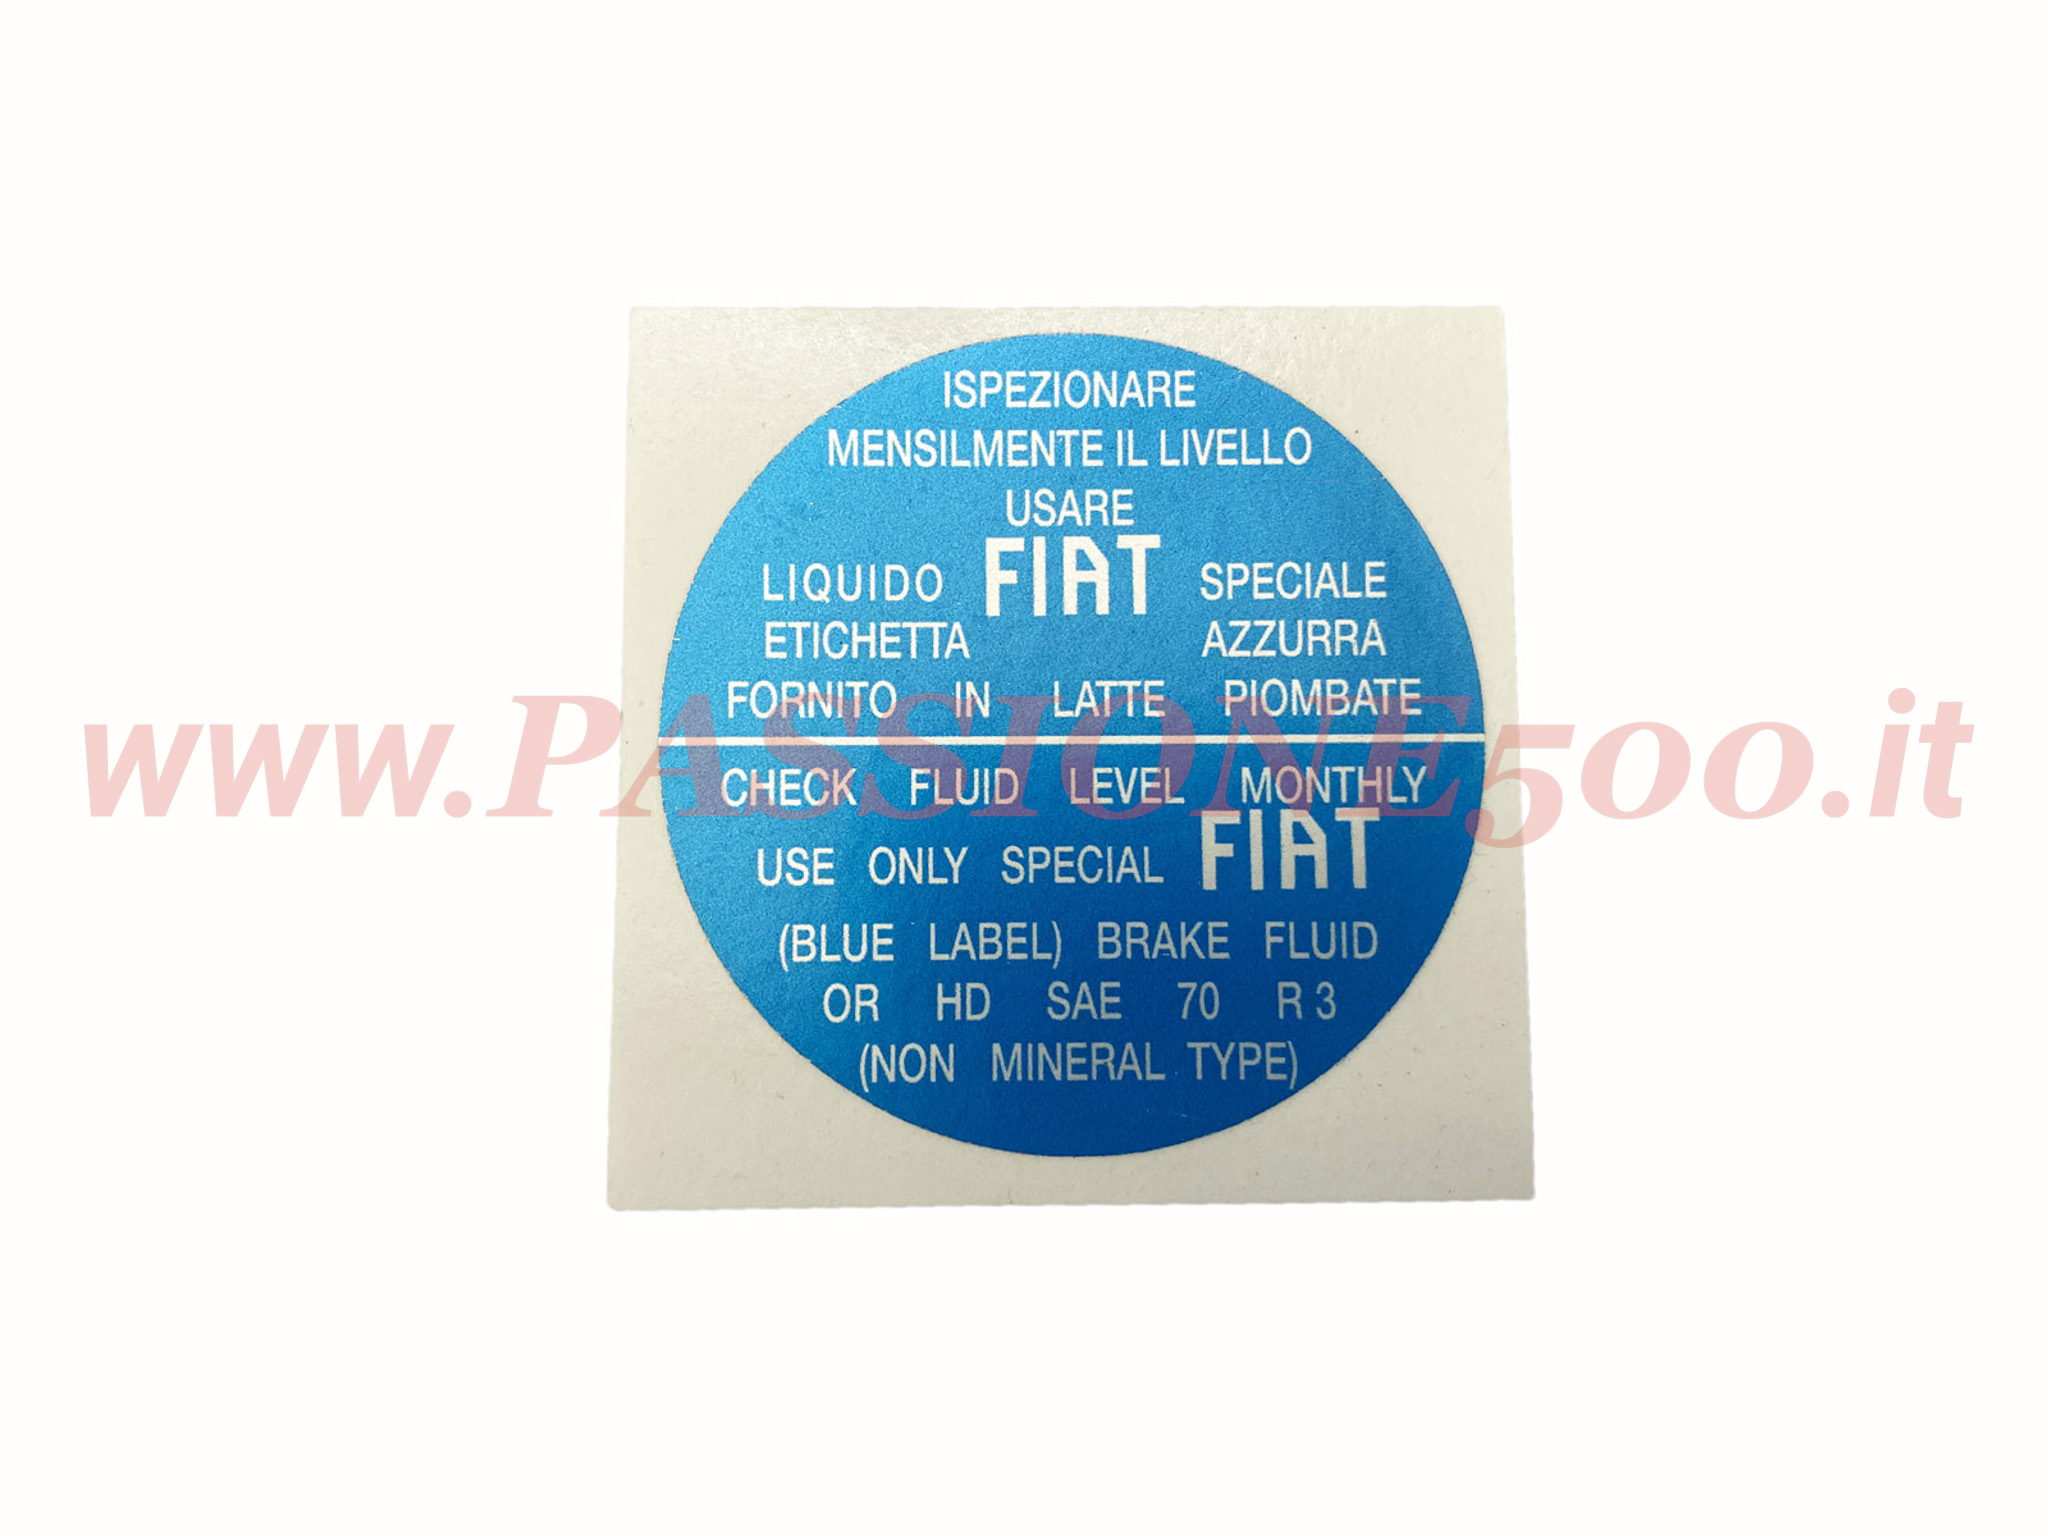 ISPEZIONARE
MENSILMENTE IL LIVELLO
USARE
LIQUIDO FIAT SPECIALE
ETICHETTA AZZURRA
FORNITO IN LATTE PIOMBATE
www.PASSIONE500.it
CHECK FLUID LEVEL MONTHLY
USE ONLY SPECIAL FIAT
(BLUE LABEL) BRAKE FLUID
OR HD SAE 70 R 3
(NON MINERAL TYPE)